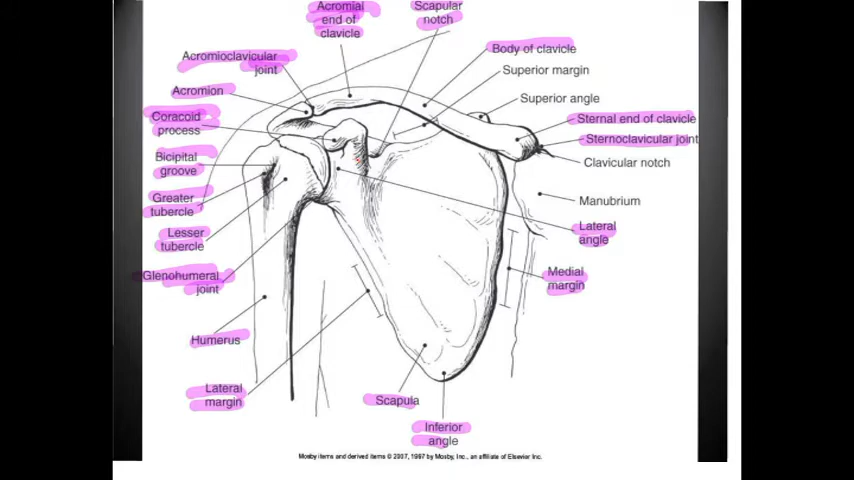 Acromial
end of
clavicle
Scapular
notch
Acromioclavicular
joint
Body of clavicle
Superior margin
Acromion
Superior angle
Coracoid
process
Sternal end of clavicle
Sternoclavicular joint
Bicipital
groove
Clavicular notch
Greater
tubercle
Manubrium
Lesser
tubercle
Lateral
angle
Glenohumeral
joint
Medial
margin
Humerus
Lateral
margin
Scapula
Inferior
angle
Mosby items and derived items © 2007, 1997 by Mosby, Inc., an affiliate of Elsevier Inc.